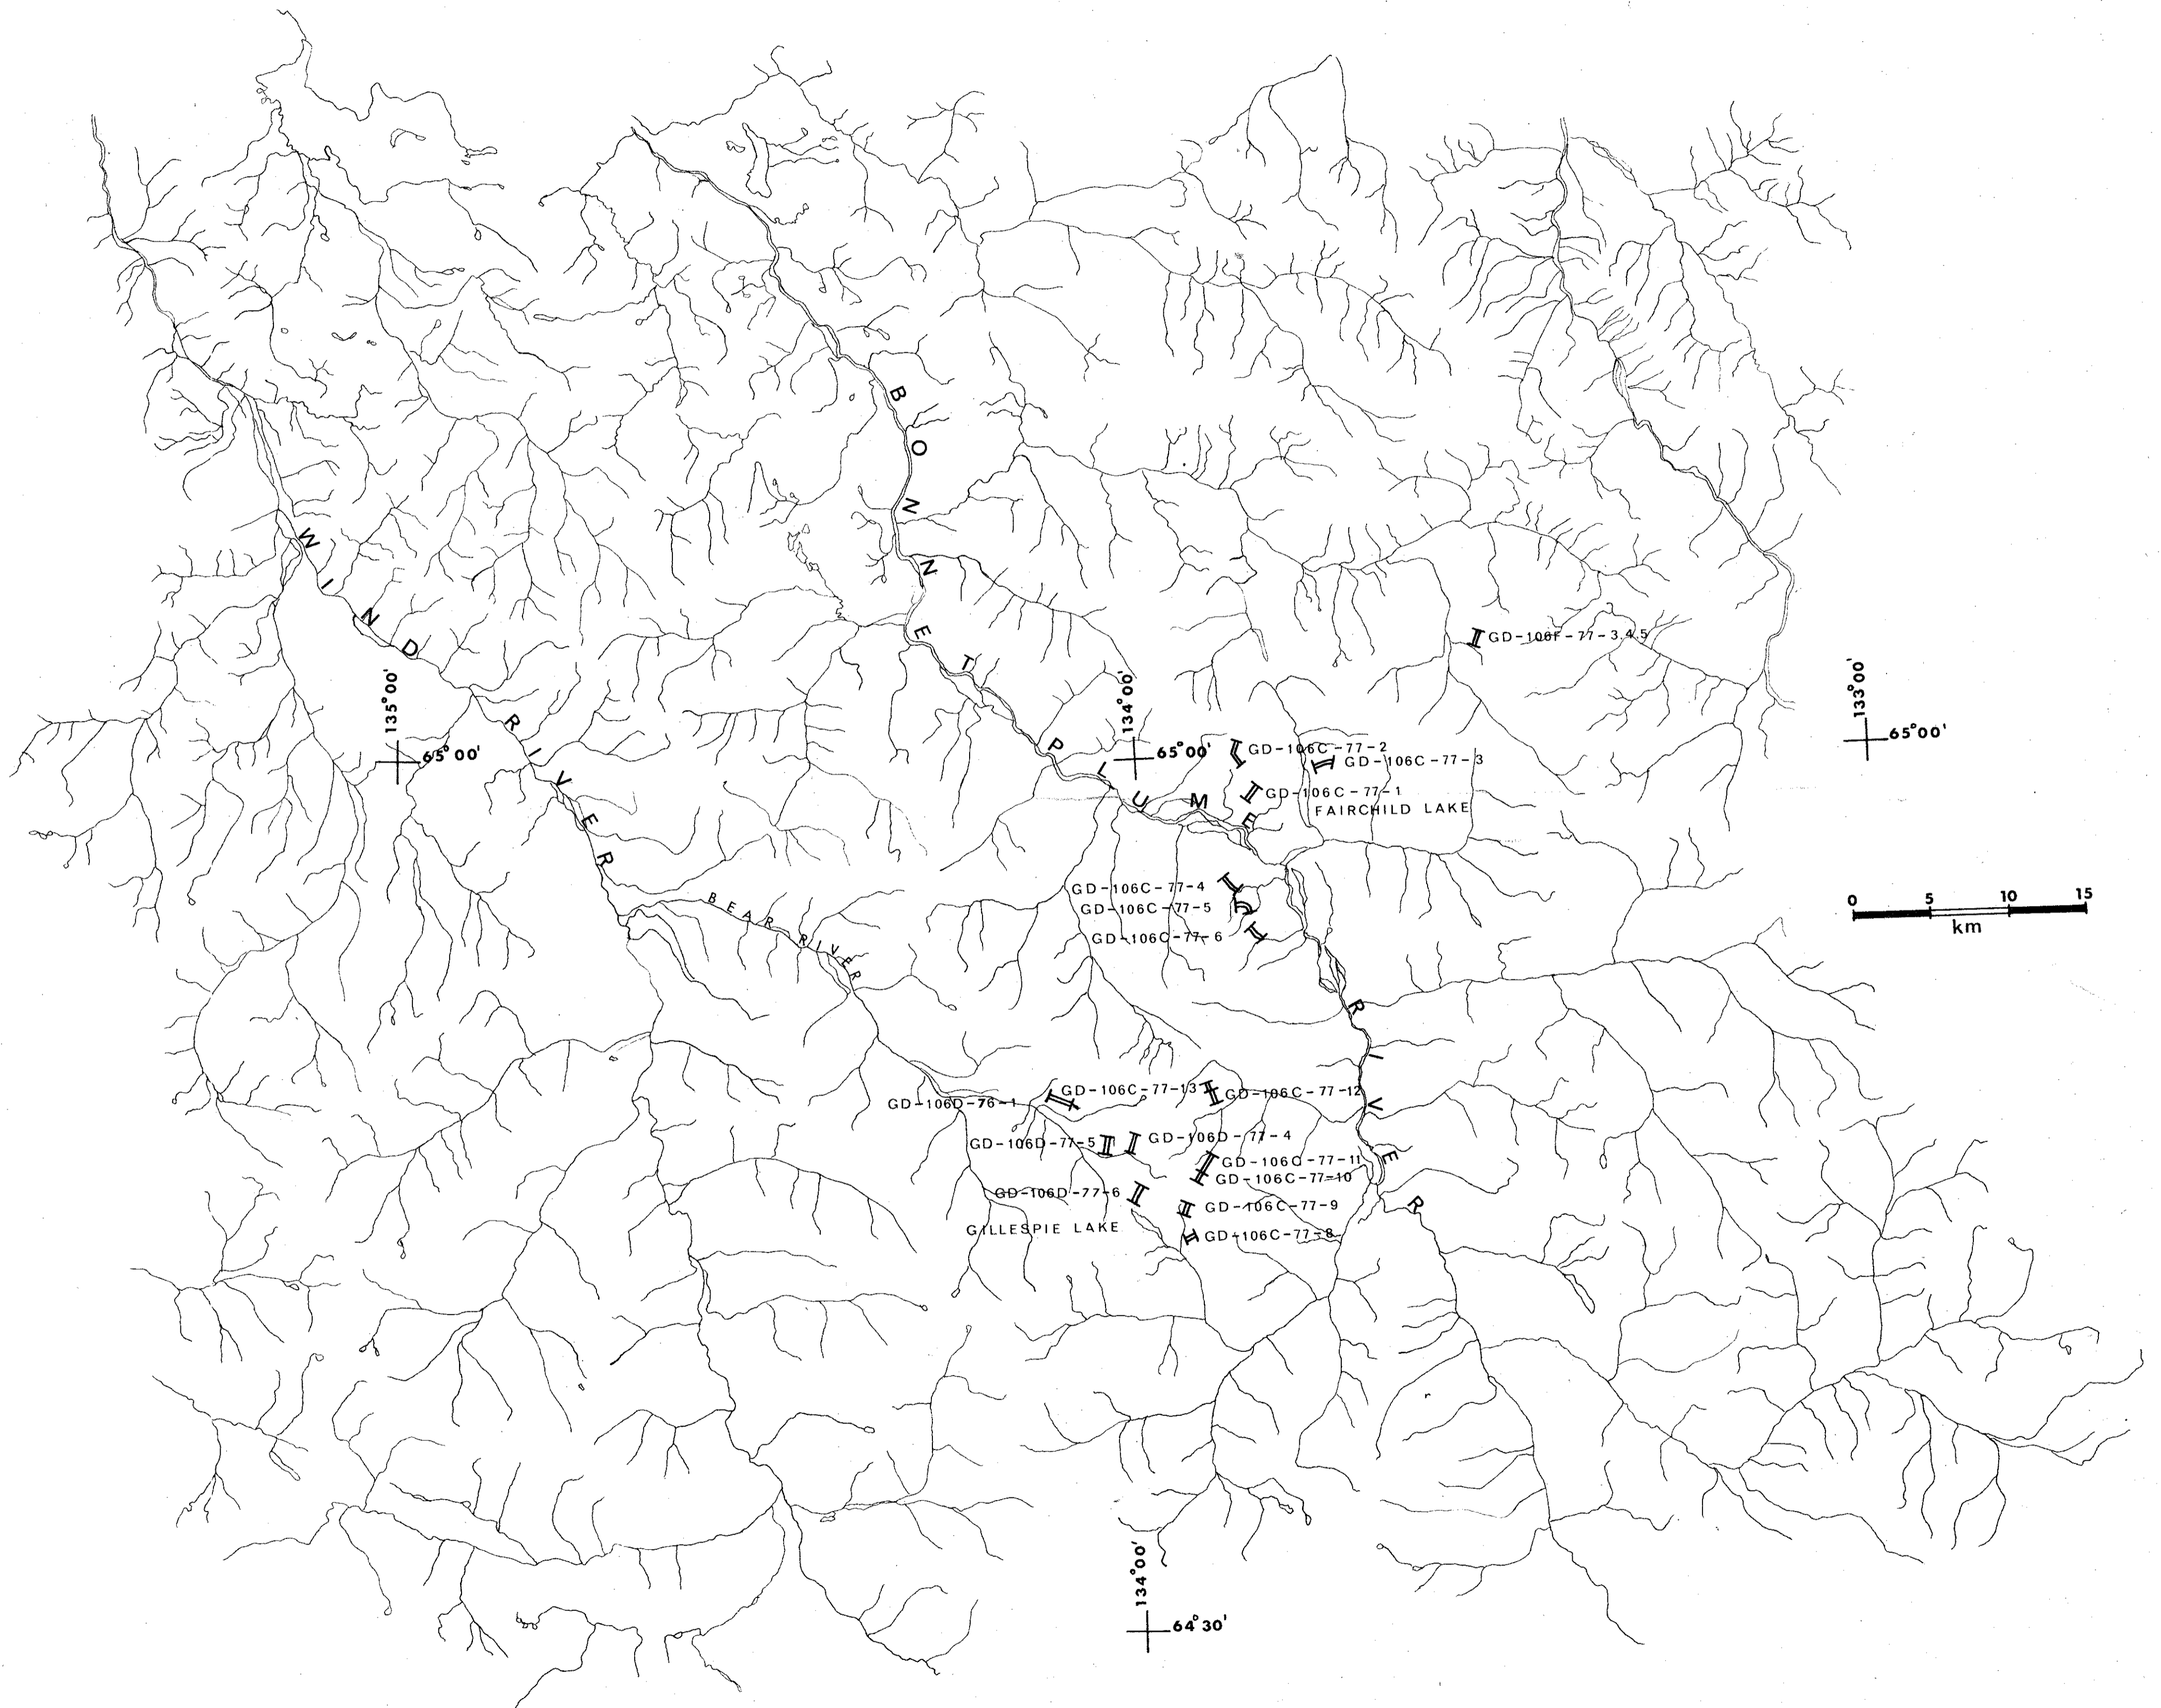 BONNET PLUME RIVER
WIND RIVER
GD-106F-77-3,4,5
135°00'
134°00'
133°00'
65°00'
65°00'
65°00'
GD-106C-77-2
GD-106C-77-3
GD-106C-77-1
FAIRCHILD LAKE
GD-106C-77-4
BEAR RIVER
GD-106C-77-5
GD-106C-77-6
0 5 10 15
km
GD-106C-77-13
GD-106C-77-12
GD-106D-76-1
GD-106D-77-5
GD-106D-77-4
GD-106C-77-11
GD-106C-77-10
GD-106D-77-6
GD-106C-77-9
GILLESPIE LAKE
GD-106C-77-8
134°00'
64°30'